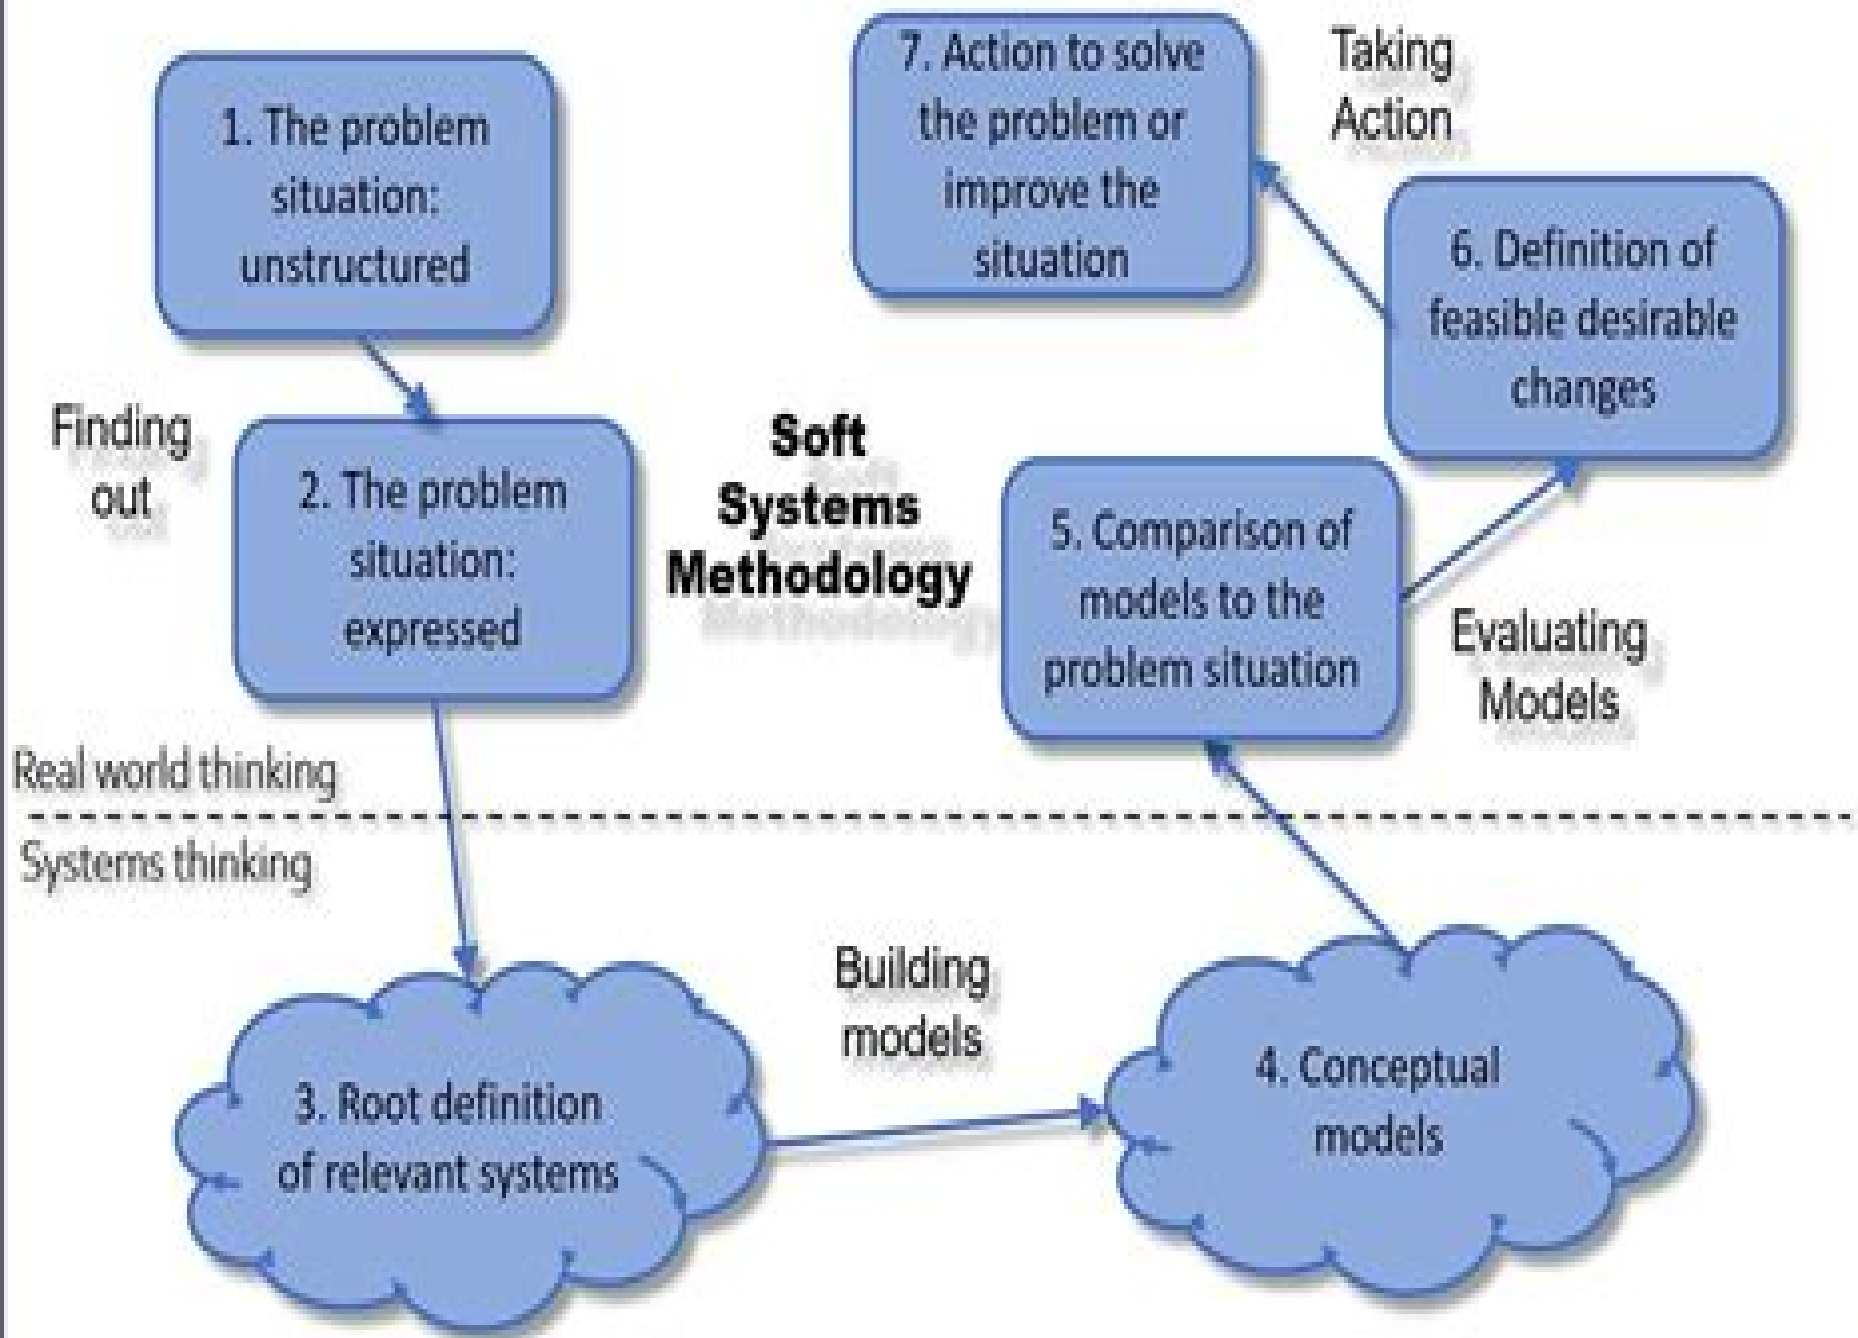 1. The problem
situation:
unstructured
Finding
out
2. The problem
situation:
expressed
Soft
Systems
Methodology
7. Action to solve
the problem or
improve the
situation
Taking
Action
6. Definition of
feasible desirable
changes
5. Comparison of
models to the
problem situation
Evaluating
Models
Real world thinking
Systems thinking
3. Root definition
of relevant systems
Building
models
4. Conceptual
models